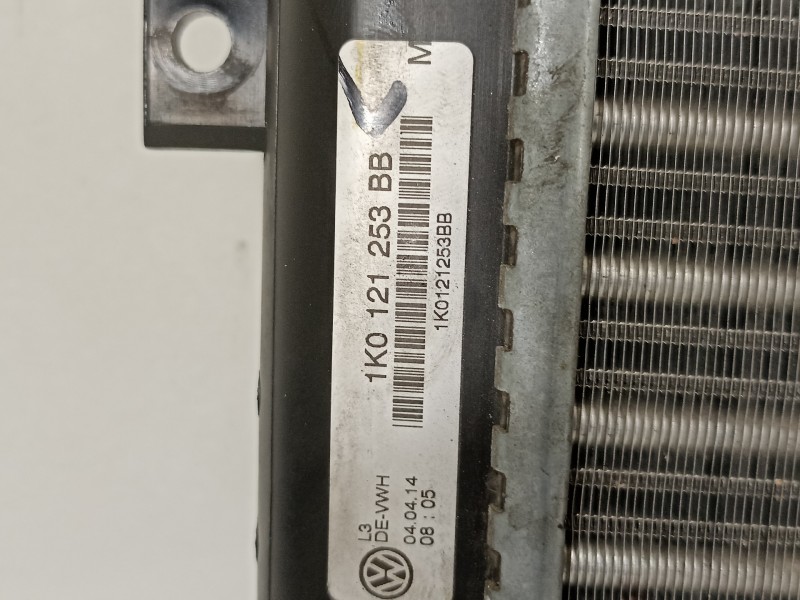 M
1K0 121 253 BB
1K0121253BB
L3
DE-VWH
04.04.14
08 : 05